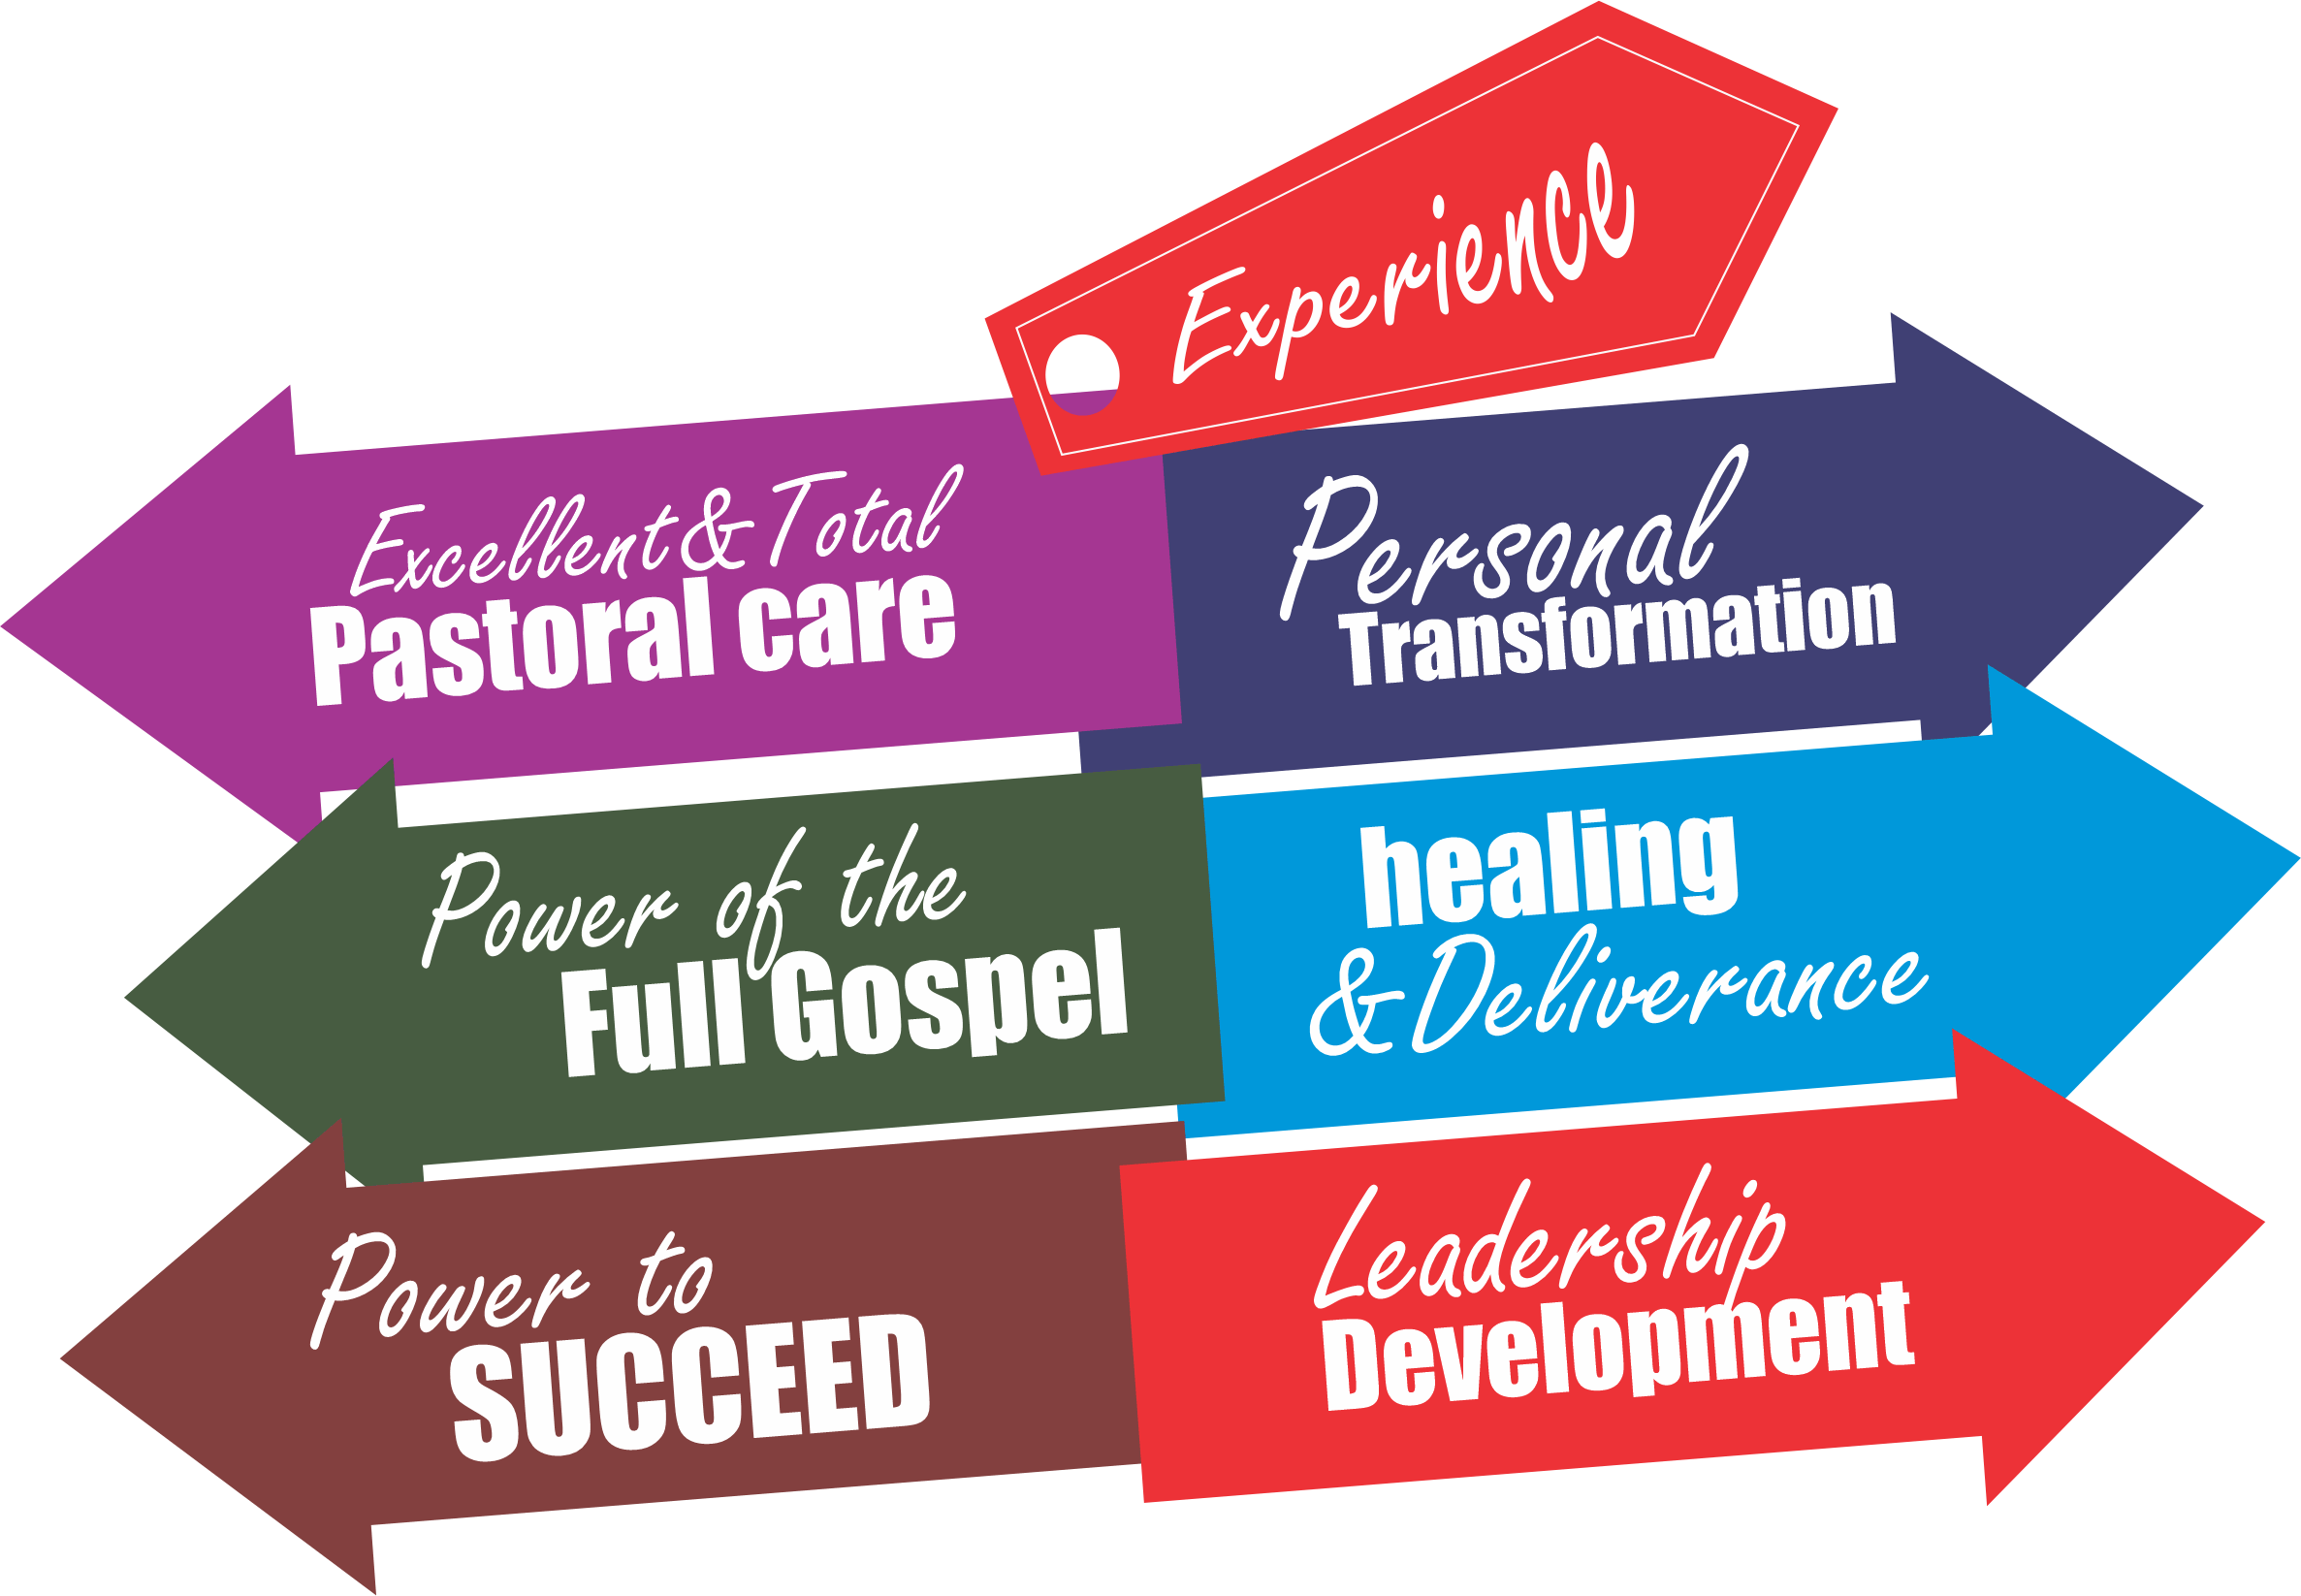 Experience
Excellent & Total
Pastoral care
Personal
Transformation
Power of the
Full Gospel
healing
& Deliverance
Power to
SUCCEED
Leadership
Development